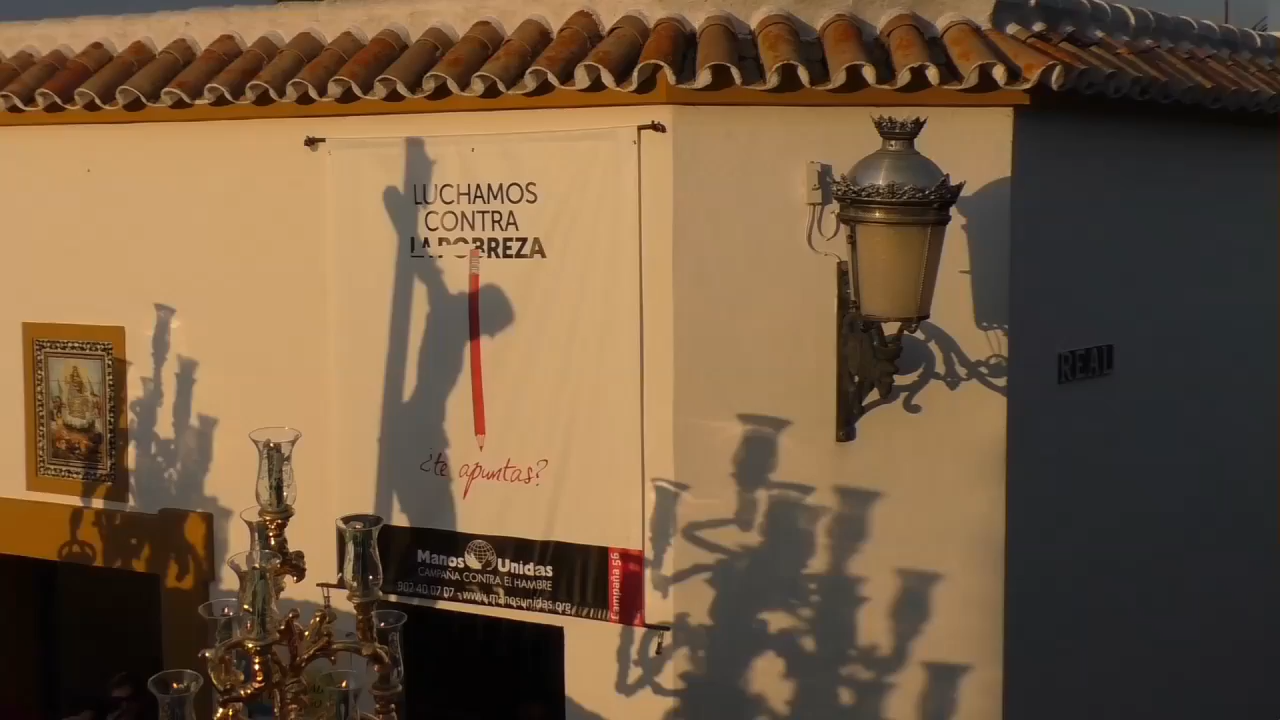 LUCHAMOS
CONTRA
LA POBREZA
¿te apuntas?
Manos Unidas
CAMPAÑA CONTRA EL HAMBRE
902 40 07 07 - www.manosunidas.org
Campaña 56
REAL